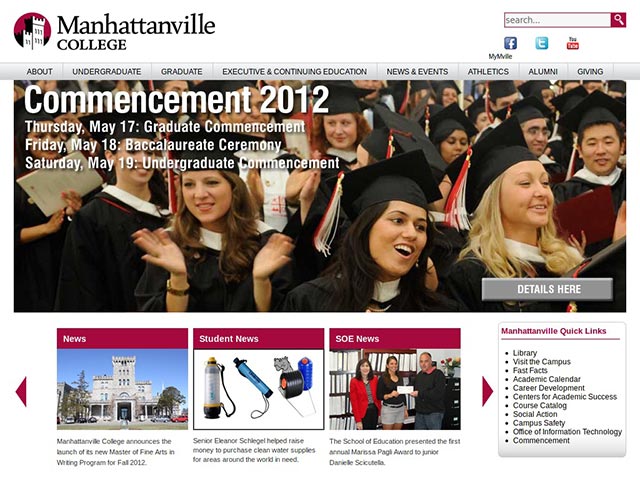 Manhattanville
COLLEGE
search...
You
Tube
MyMville
ABOUT UNDERGRADUATE GRADUATE EXECUTIVE & CONTINUING EDUCATION NEWS & EVENTS ATHLETICS ALUMNI GIVING
Commencement 2012
Thursday, May 17: Graduate Commencement
Friday, May 18: Baccalaureate Ceremony
Saturday, May 19: Undergraduate Commencement
DETAILS HERE
News
Manhattanville College announces the
launch of its new Master of Fine Arts in
Writing Program for Fall 2012.
Student News
Senior Eleanor Schlegel helped raise
money to purchase clean water supplies
for areas around the world in need.
SOE News
The School of Education presented the first
annual Marissa Pagli Award to junior
Danielle Scicutella.
Manhattanville Quick Links
Library
Visit the Campus
Fast Facts
Academic Calendar
Career Development
Centers for Academic Success
Course Catalog
Social Action
Campus Safety
Office of Information Technology
Commencement